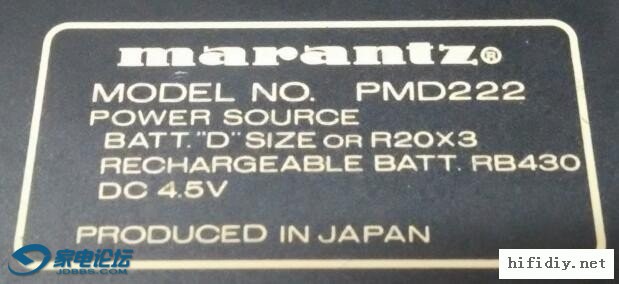 marantz®
MODEL NO. PMD222
POWER SOURCE
BATT."D" SIZE OR R20X3
RECHARGEABLE BATT. RB430
DC 4.5V
PRODUCED IN JAPAN
家电论坛
JDBBS.COM
hifidiy.net